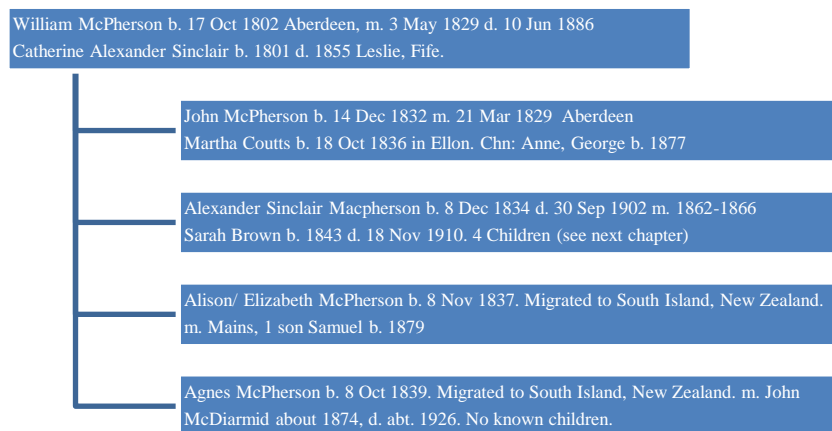 William McPherson b. 17 Oct 1802 Aberdeen, m. 3 May 1829 d. 10 Jun 1886
Catherine Alexander Sinclair b. 1801 d. 1855 Leslie, Fife.
John McPherson b. 14 Dec 1832 m. 21 Mar 1829 Aberdeen
Martha Coutts b. 18 Oct 1836 in Ellon. Chn: Anne, George b. 1877
Alexander Sinclair Macpherson b. 8 Dec 1834 d. 30 Sep 1902 m. 1862-1866
Sarah Brown b. 1843 d. 18 Nov 1910. 4 Children (see next chapter)
Alison/ Elizabeth McPherson b. 8 Nov 1837. Migrated to South Island, New Zealand.
m. Mains, 1 son Samuel b. 1879
Agnes McPherson b. 8 Oct 1839. Migrated to South Island, New Zealand. m. John
McDiarmid about 1874, d. abt. 1926. No known children.